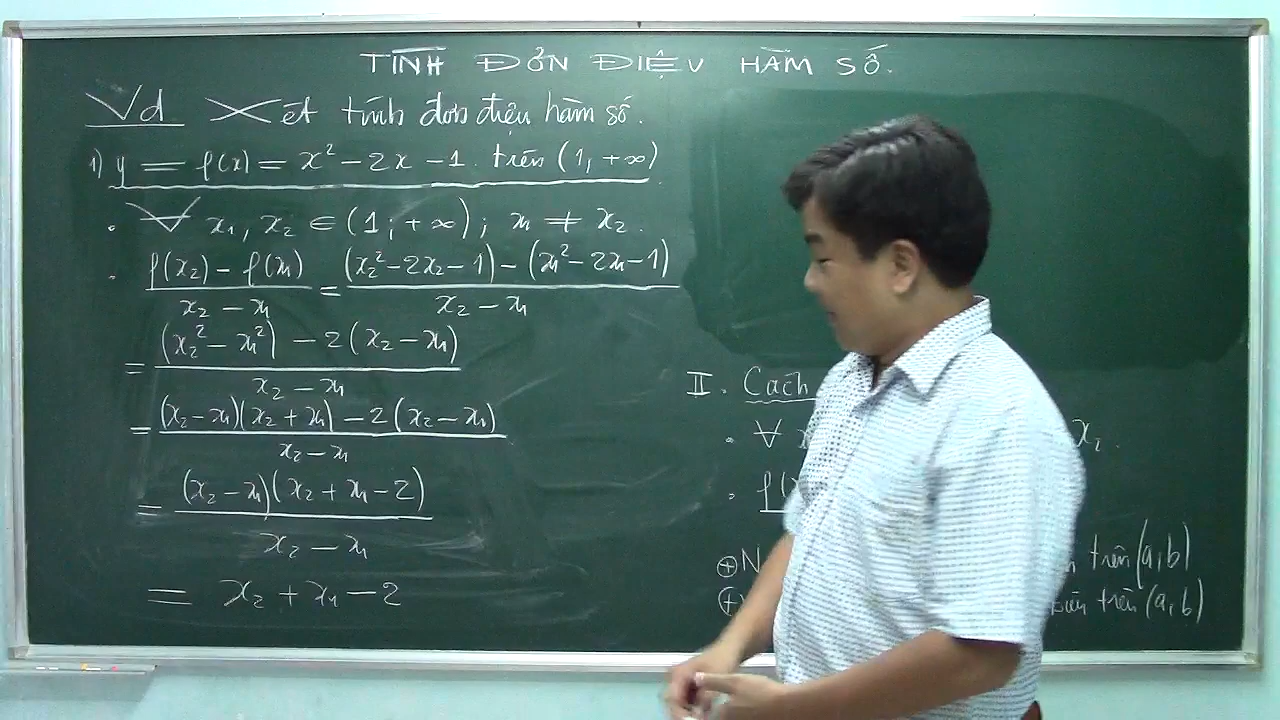 TÍNH ĐƠN ĐIỆU HÀM SỐ.
Vd Xét tính đơn điệu hàm số.
1) y = f(x) = x² - 2x - 1 trên (1, +∞)
• ∀ x₁, x₂ ∈ (1; +∞); x₁ ≠ x₂.
• (f(x₂) - f(x₁))/(x₂ - x₁) = ((x₂² - 2x₂ - 1) - (x₁² - 2x₁ - 1))/(x₂ - x₁)
= ((x₂² - x₁²) - 2(x₂ - x₁))/(x₂ - x₁)
= ((x₂ - x₁)(x₂ + x₁) - 2(x₂ - x₁))/(x₂ - x₁)
= ((x₂ - x₁)(x₂ + x₁ - 2))/(x₂ - x₁)
= x₂ + x₁ - 2
II. Cách
• ∀ x₂.
• f(
⊕ N trên (a,b)
⊕ biến trên (a,b)